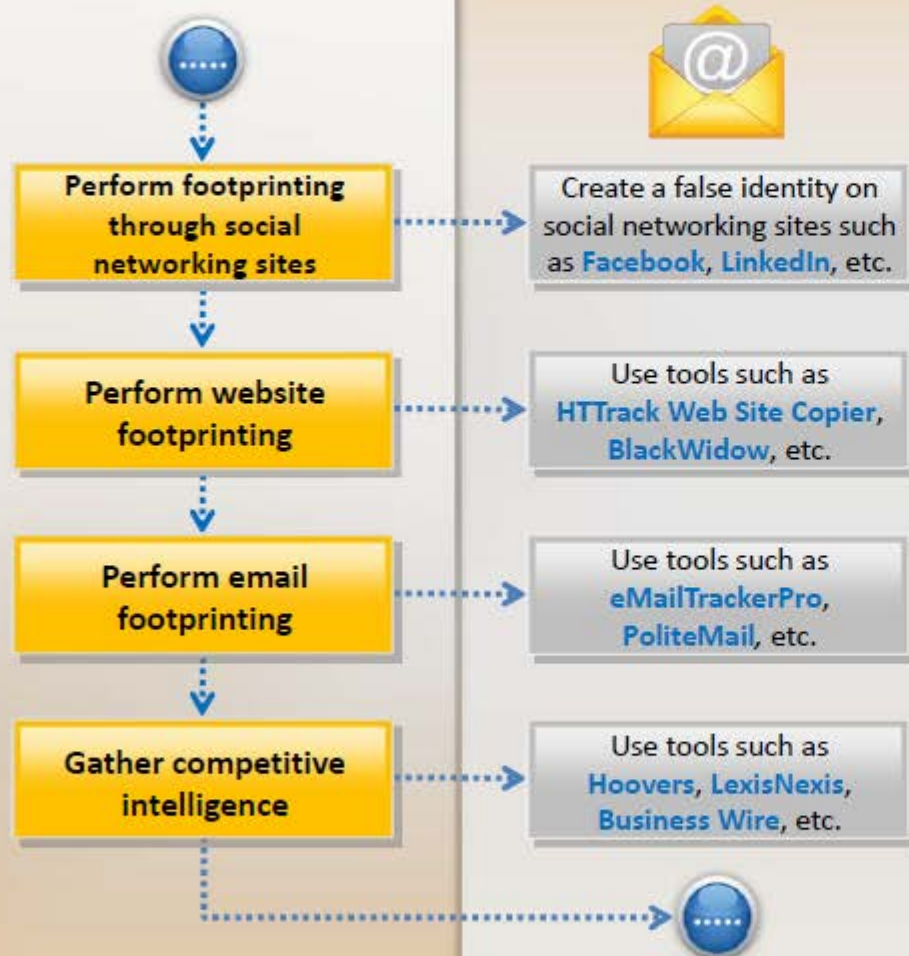 @
Perform footprinting
through social
networking sites
Create a false identity on
social networking sites such
as Facebook, LinkedIn, etc.
Perform website
footprinting
Use tools such as
HTTrack Web Site Copier,
BlackWidow, etc.
Perform email
footprinting
Use tools such as
eMailTrackerPro,
PoliteMail, etc.
Gather competitive
intelligence
Use tools such as
Hoovers, LexisNexis,
Business Wire, etc.